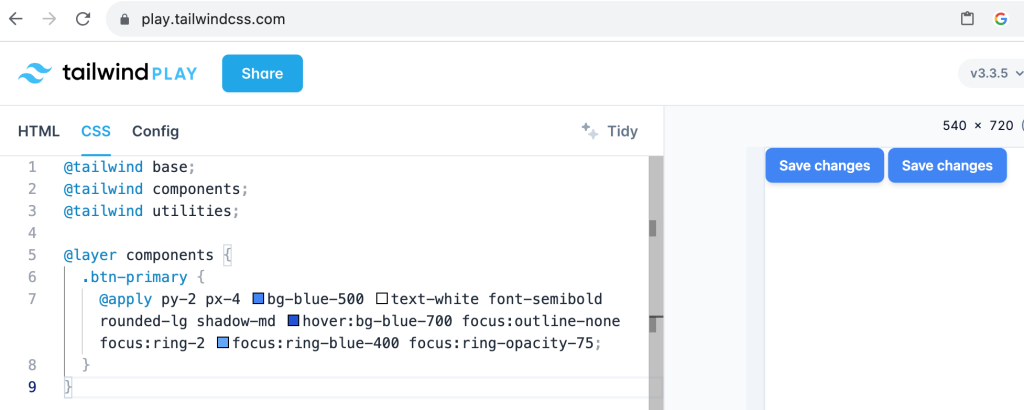 play.tailwindcss.com
tailwind PLAY Share v3.3.5
HTML CSS Config Tidy 540 × 720 (
1 @tailwind base;
2 @tailwind components;
3 @tailwind utilities;
4
5 @layer components {
6 .btn-primary {
7 @apply py-2 px-4 bg-blue-500 text-white font-semibold
rounded-lg shadow-md hover:bg-blue-700 focus:outline-none
focus:ring-2 focus:ring-blue-400 focus:ring-opacity-75;
8 }
9 }
Save changes Save changes